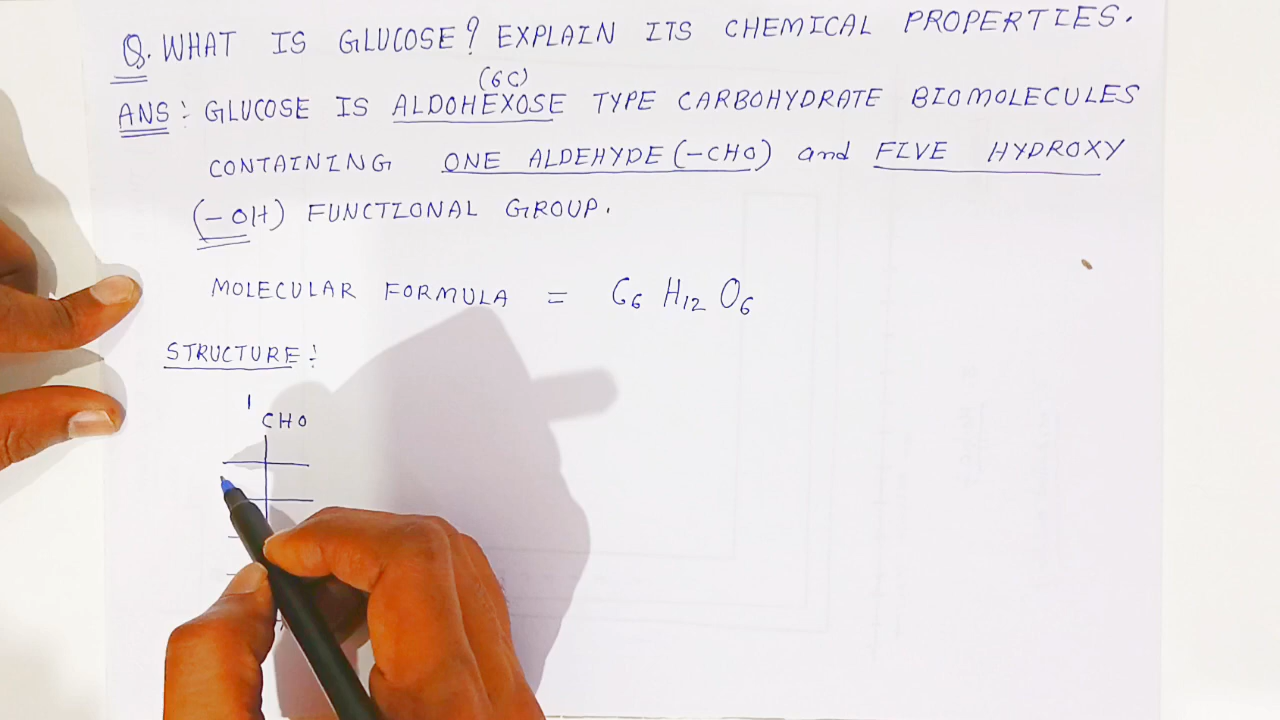 Q. WHAT IS GLUCOSE? EXPLAIN ITS CHEMICAL PROPERTIES.
(6C)
ANS: GLUCOSE IS ALDOHEXOSE TYPE CARBOHYDRATE BIOMOLECULES
CONTAINING ONE ALDEHYDE (-CHO) and FIVE HYDROXY
(-OH) FUNCTIONAL GROUP.
MOLECULAR FORMULA = C6 H12 O6
STRUCTURE:
1
CHO